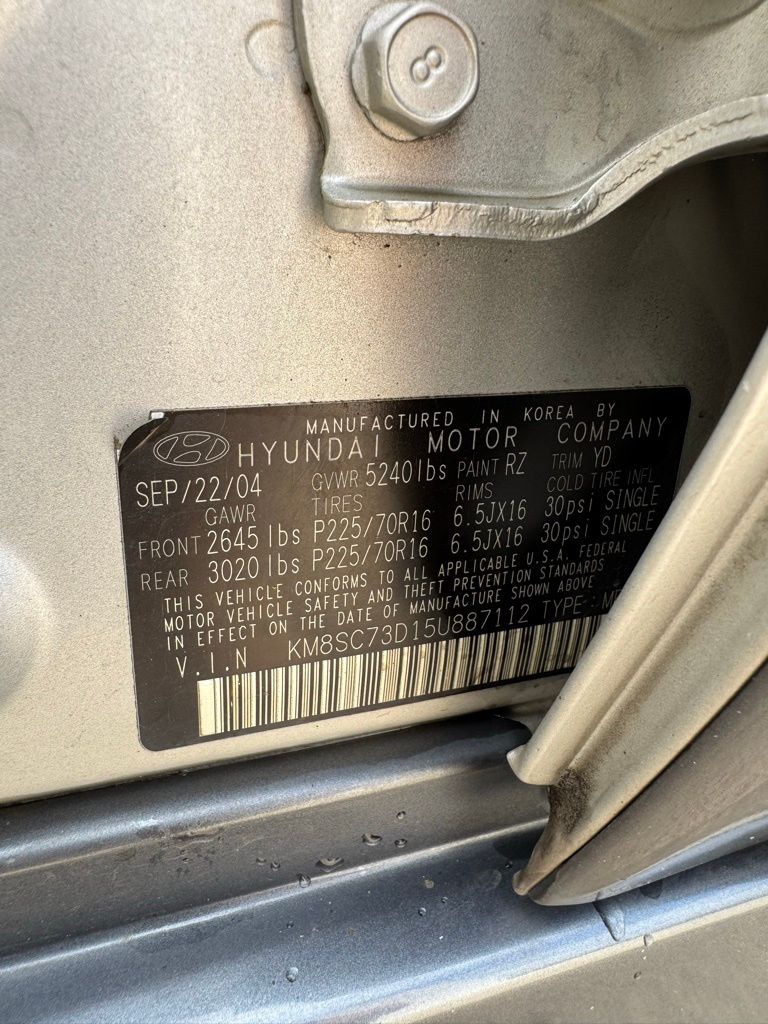 8
MANUFACTURED IN KOREA BY
HYUNDAI MOTOR COMPANY
SEP/22/04 GVWR 5240lbs PAINT RZ TRIM YD
GAWR TIRES RIMS COLD TIRE INFL
FRONT 2645lbs P225/70R16 6.5JX16 30psi SINGLE
REAR 3020lbs P225/70R16 6.5JX16 30psi SINGLE
THIS VEHICLE CONFORMS TO ALL APPLICABLE U.S.A. FEDERAL
MOTOR VEHICLE SAFETY AND THEFT PREVENTION STANDARDS
IN EFFECT ON THE DATE OF MANUFACTURE SHOWN ABOVE
V.I.N KM8SC73D15U887112 TYPE: